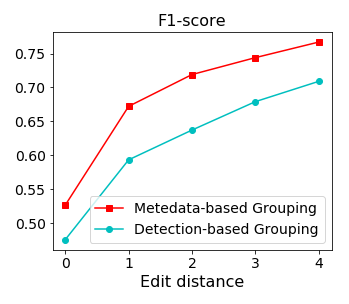 F1-score
0.75
0.70
0.65
0.60
0.55
0.50
Metedata-based Grouping
Detection-based Grouping
0 1 2 3 4
Edit distance